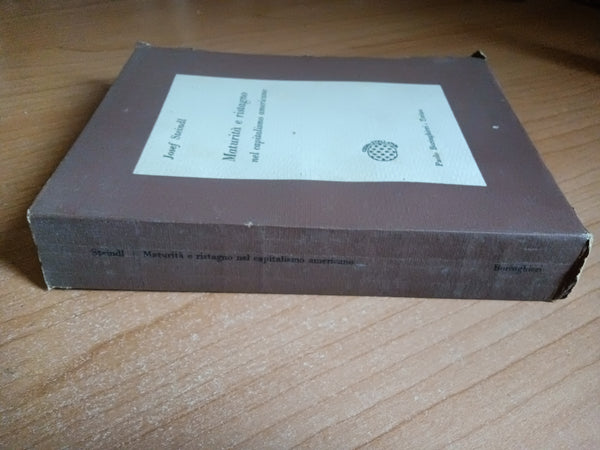 Josef Steindl
Maturità e ristagno
nel capitalismo americano
Paolo Boringhieri - Torino
Steindl Maturità e ristagno nel capitalismo americano Boringhieri